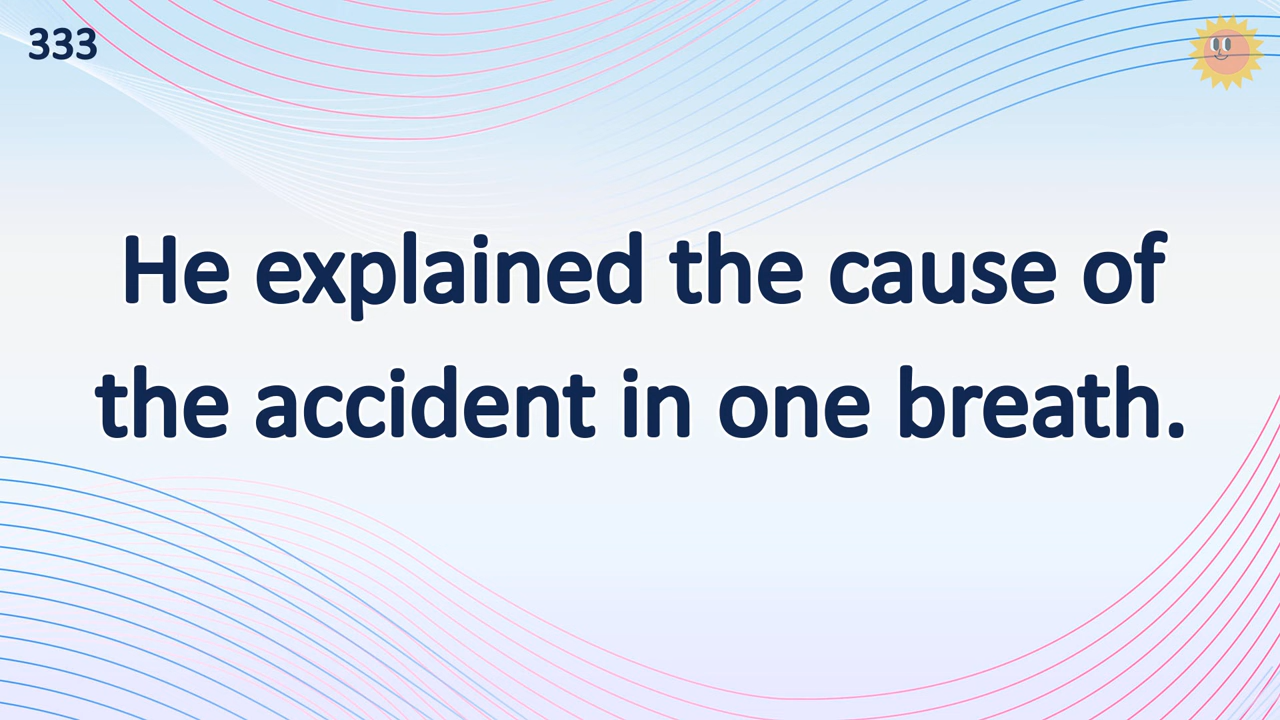 333
He explained the cause of
the accident in one breath.